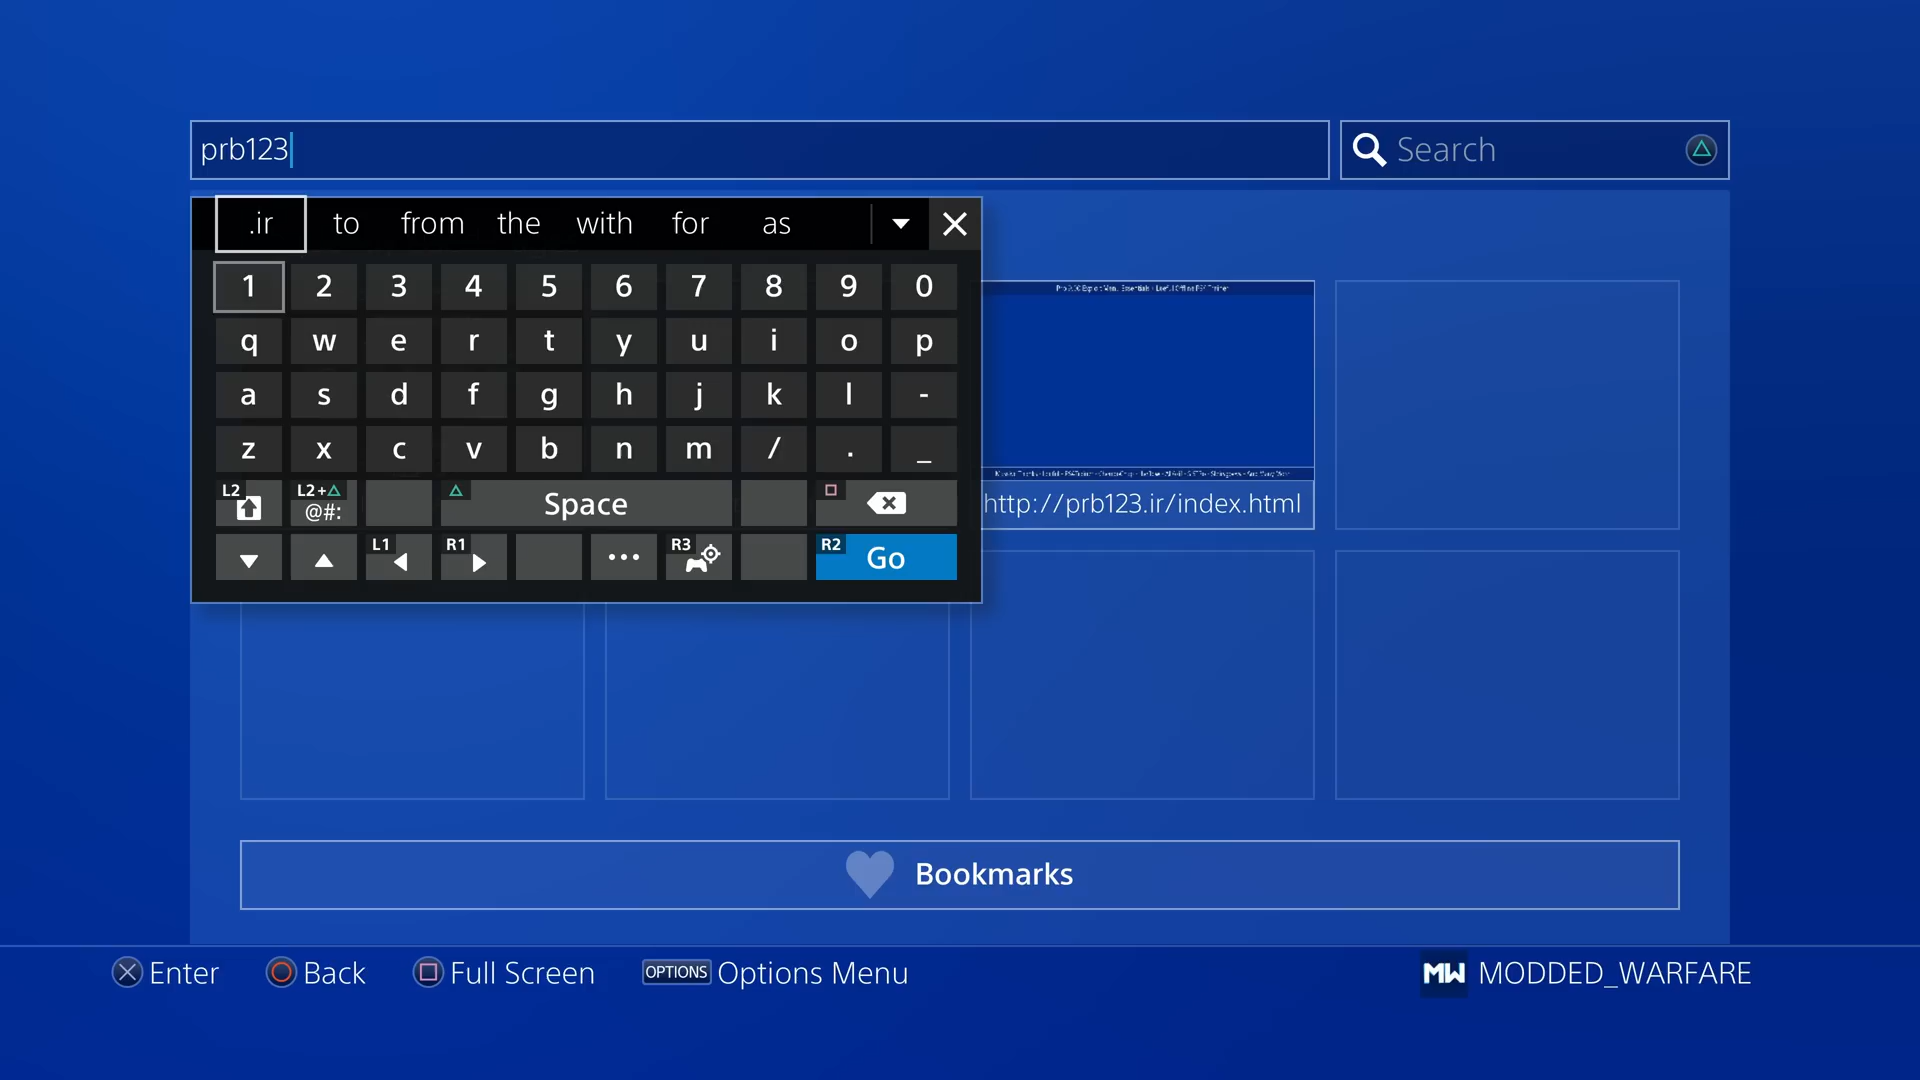 prb123
Search
.ir to from the with for as
1 2 3 4 5 6 7 8 9 0
q w e r t y u i o p
a s d f g h j k l -
z x c v b n m / . _
L2 L2+△ @#: △ Space □
L1 R1 ... R3 R2 Go
http://prb123.ir/index.html
Bookmarks
Enter Back Full Screen OPTIONS Options Menu MW MODDED_WARFARE